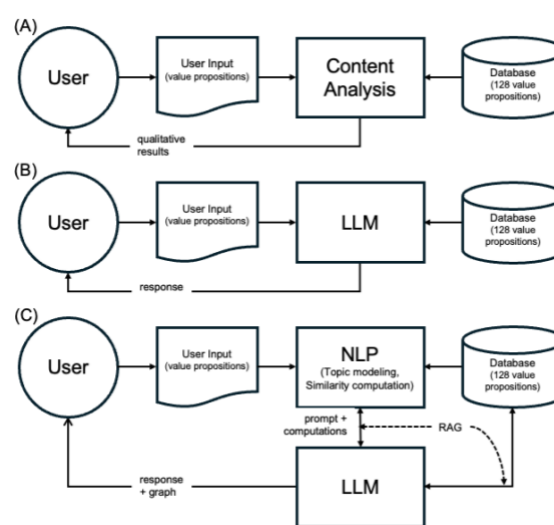 (A)
User
User Input
(value propositions)
Content
Analysis
Database
(128 value
propositions)
qualitative
results
(B)
User
User Input
(value propositions)
LLM
Database
(128 value
propositions)
response
(C)
User
User Input
(value propositions)
NLP
(Topic modeling,
Similarity computation)
Database
(128 value
propositions)
prompt +
computations
RAG
response
+ graph
LLM